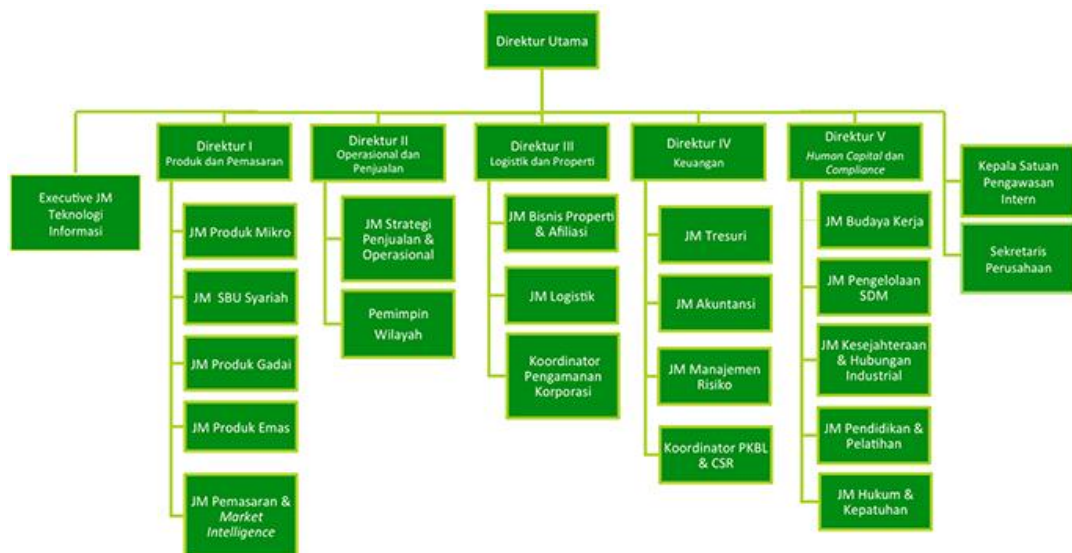 Direktur Utama
Executive JM
Teknologi
Informasi
Direktur I
Produk dan Pemasaran
JM Produk Mikro
JM SBU Syariah
JM Produk Gadai
JM Produk Emas
JM Pemasaran &
Market
Intelligence
Direktur II
Operasional dan
Penjualan
JM Strategi
Penjualan &
Operasional
Pemimpin
Wilayah
Direktur III
Logistik dan Properti
JM Bisnis Properti
& Afiliasi
JM Logistik
Koordinator
Pengamanan
Korporasi
Direktur IV
Keuangan
JM Tresuri
JM Akuntansi
JM Manajemen
Risiko
Koordinator PKBL
& CSR
Direktur V
Human Capital dan
Compliance
JM Budaya Kerja
JM Pengelolaan
SDM
JM Kesejahteraan
& Hubungan
Industrial
JM Pendidikan &
Pelatihan
JM Hukum &
Kepatuhan
Kepala Satuan
Pengawasan
Intern
Sekretaris
Perusahaan